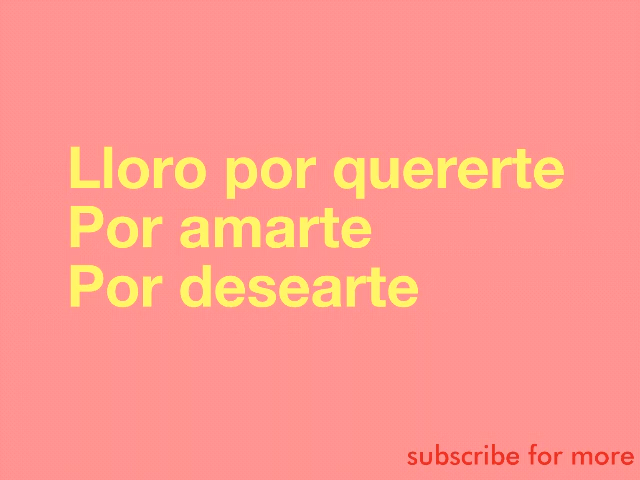 Lloro por quererte
Por amarte
Por desearte
subscribe for more